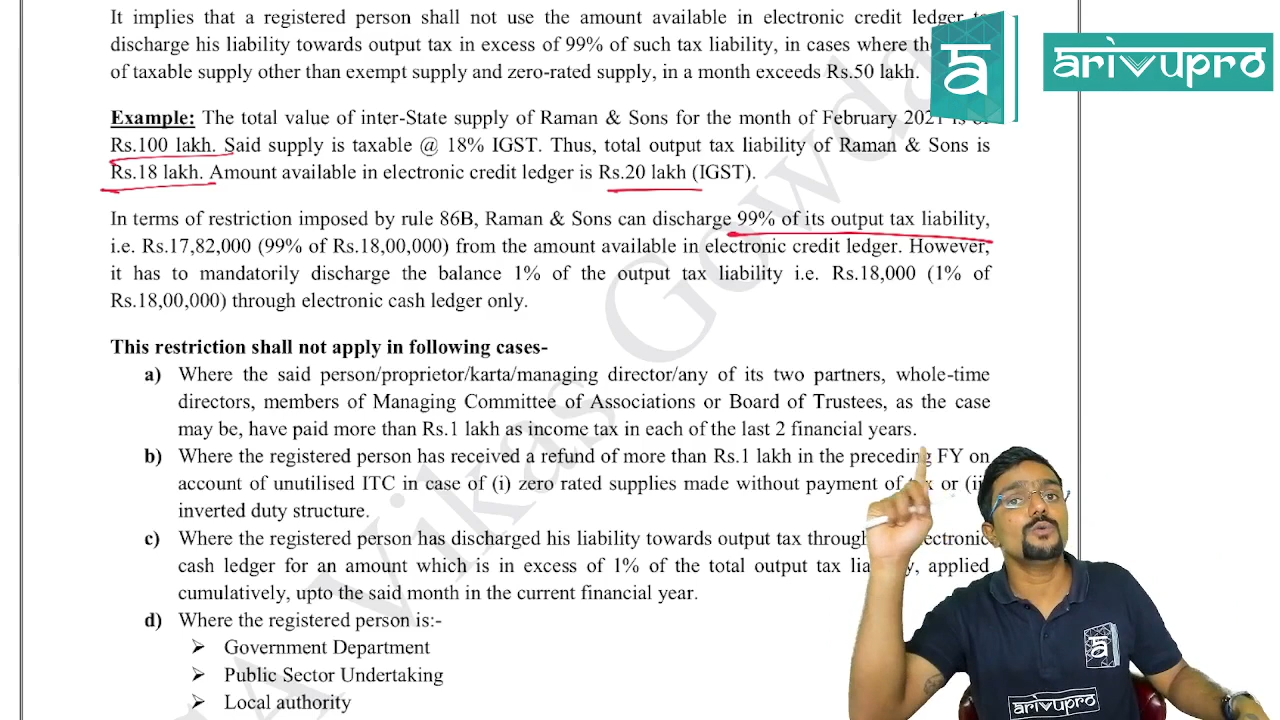 It implies that a registered person shall not use the amount available in electronic credit ledger to
discharge his liability towards output tax in excess of 99% of such tax liability, in cases where the
of taxable supply other than exempt supply and zero-rated supply, in a month exceeds Rs.50 lakh.
ā
arivupro
Example: The total value of inter-State supply of Raman & Sons for the month of February 2021 is of
Rs.100 lakh. Said supply is taxable @ 18% IGST. Thus, total output tax liability of Raman & Sons is
Rs.18 lakh. Amount available in electronic credit ledger is Rs.20 lakh (IGST).
In terms of restriction imposed by rule 86B, Raman & Sons can discharge 99% of its output tax liability,
i.e. Rs.17,82,000 (99% of Rs.18,00,000) from the amount available in electronic credit ledger. However,
it has to mandatorily discharge the balance 1% of the output tax liability i.e. Rs.18,000 (1% of
Rs.18,00,000) through electronic cash ledger only.
This restriction shall not apply in following cases-
a) Where the said person/proprietor/karta/managing director/any of its two partners, whole-time
directors, members of Managing Committee of Associations or Board of Trustees, as the case
may be, have paid more than Rs.1 lakh as income tax in each of the last 2 financial years.
b) Where the registered person has received a refund of more than Rs.1 lakh in the preceding FY on
account of unutilised ITC in case of (i) zero rated supplies made without payment of tax or (ii)
inverted duty structure.
c) Where the registered person has discharged his liability towards output tax through ectronic
cash ledger for an amount which is in excess of 1% of the total output tax lia , applied
cumulatively, upto the said month in the current financial year.
d) Where the registered person is:-
➢ Government Department
➢ Public Sector Undertaking
➢ Local authority
CA Vikas Gowda
ā
arivupro